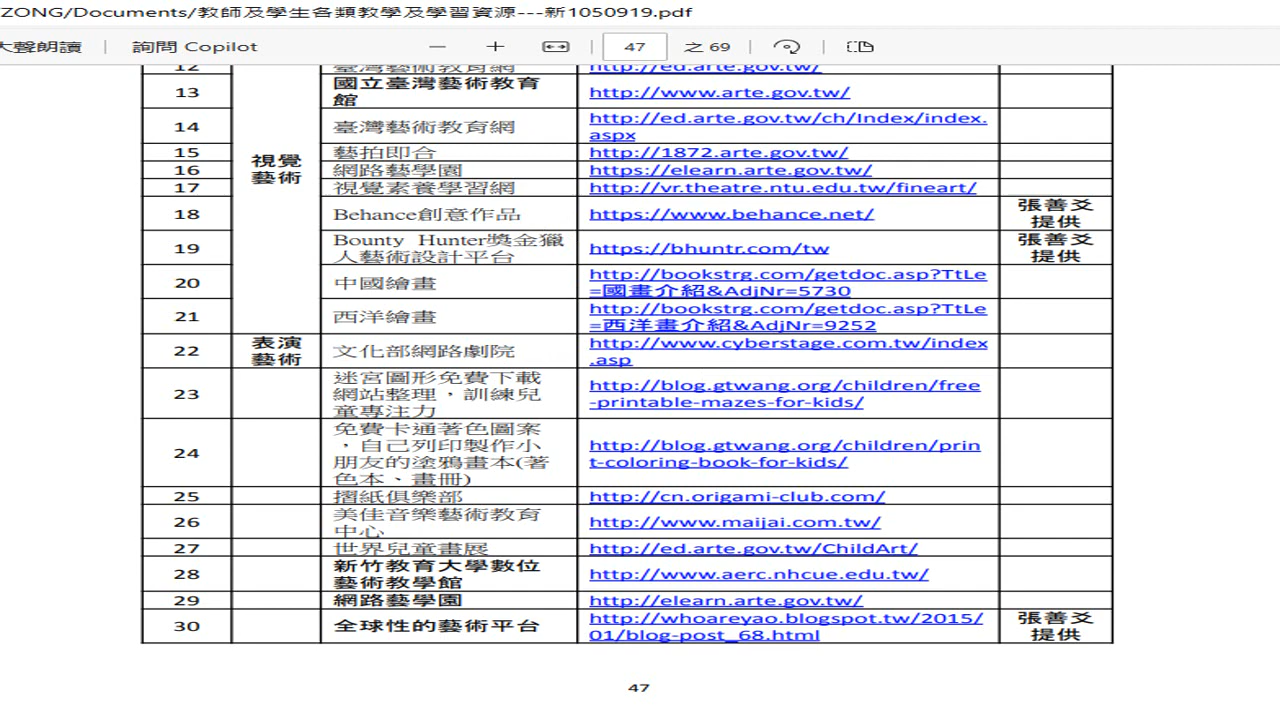 ZONG/Documents/教師及學生各類教學及學習資源---新1050919.pdf
大聲朗讀 詢問 Copilot 47 之 69
12 臺灣藝術教育網 http://ed.arte.gov.tw/
13 國立臺灣藝術教育 http://www.arte.gov.tw/
館
14 臺灣藝術教育網 http://ed.arte.gov.tw/ch/Index/index.
aspx
15 藝拍即合 http://1872.arte.gov.tw/
視覺
藝術
16 網路藝學園 https://elearn.arte.gov.tw/
17 視覺素養學習網 http://vr.theatre.ntu.edu.tw/fineart/
18 Behance創意作品 https://www.behance.net/ 張善爻
提供
19 Bounty Hunter獎金獵 https://bhuntr.com/tw 張善爻
人藝術設計平台 提供
20 中國繪畫 http://bookstrg.com/getdoc.asp?TtLe
=國畫介紹&AdjNr=5730
21 西洋繪畫 http://bookstrg.com/getdoc.asp?TtLe
=西洋畫介紹&AdjNr=9252
22 表演 文化部網路劇院 http://www.cyberstage.com.tw/index
藝術 .asp
23 迷宮圖形免費下載 http://blog.gtwang.org/children/free
網站整理，訓練兒 -printable-mazes-for-kids/
童專注力
24 免費卡通著色圖案 http://blog.gtwang.org/children/prin
，自己列印製作小 t-coloring-book-for-kids/
朋友的塗鴉畫本(著
色本、畫冊)
25 摺紙俱樂部 http://cn.origami-club.com/
26 美佳音樂藝術教育 http://www.maijai.com.tw/
中心
27 世界兒童畫展 http://ed.arte.gov.tw/ChildArt/
28 新竹教育大學數位 http://www.aerc.nhcue.edu.tw/
藝術教學館
29 網路藝學園 http://elearn.arte.gov.tw/
30 全球性的藝術平台 http://whoareyao.blogspot.tw/2015/ 張善爻
01/blog-post_68.html 提供
47